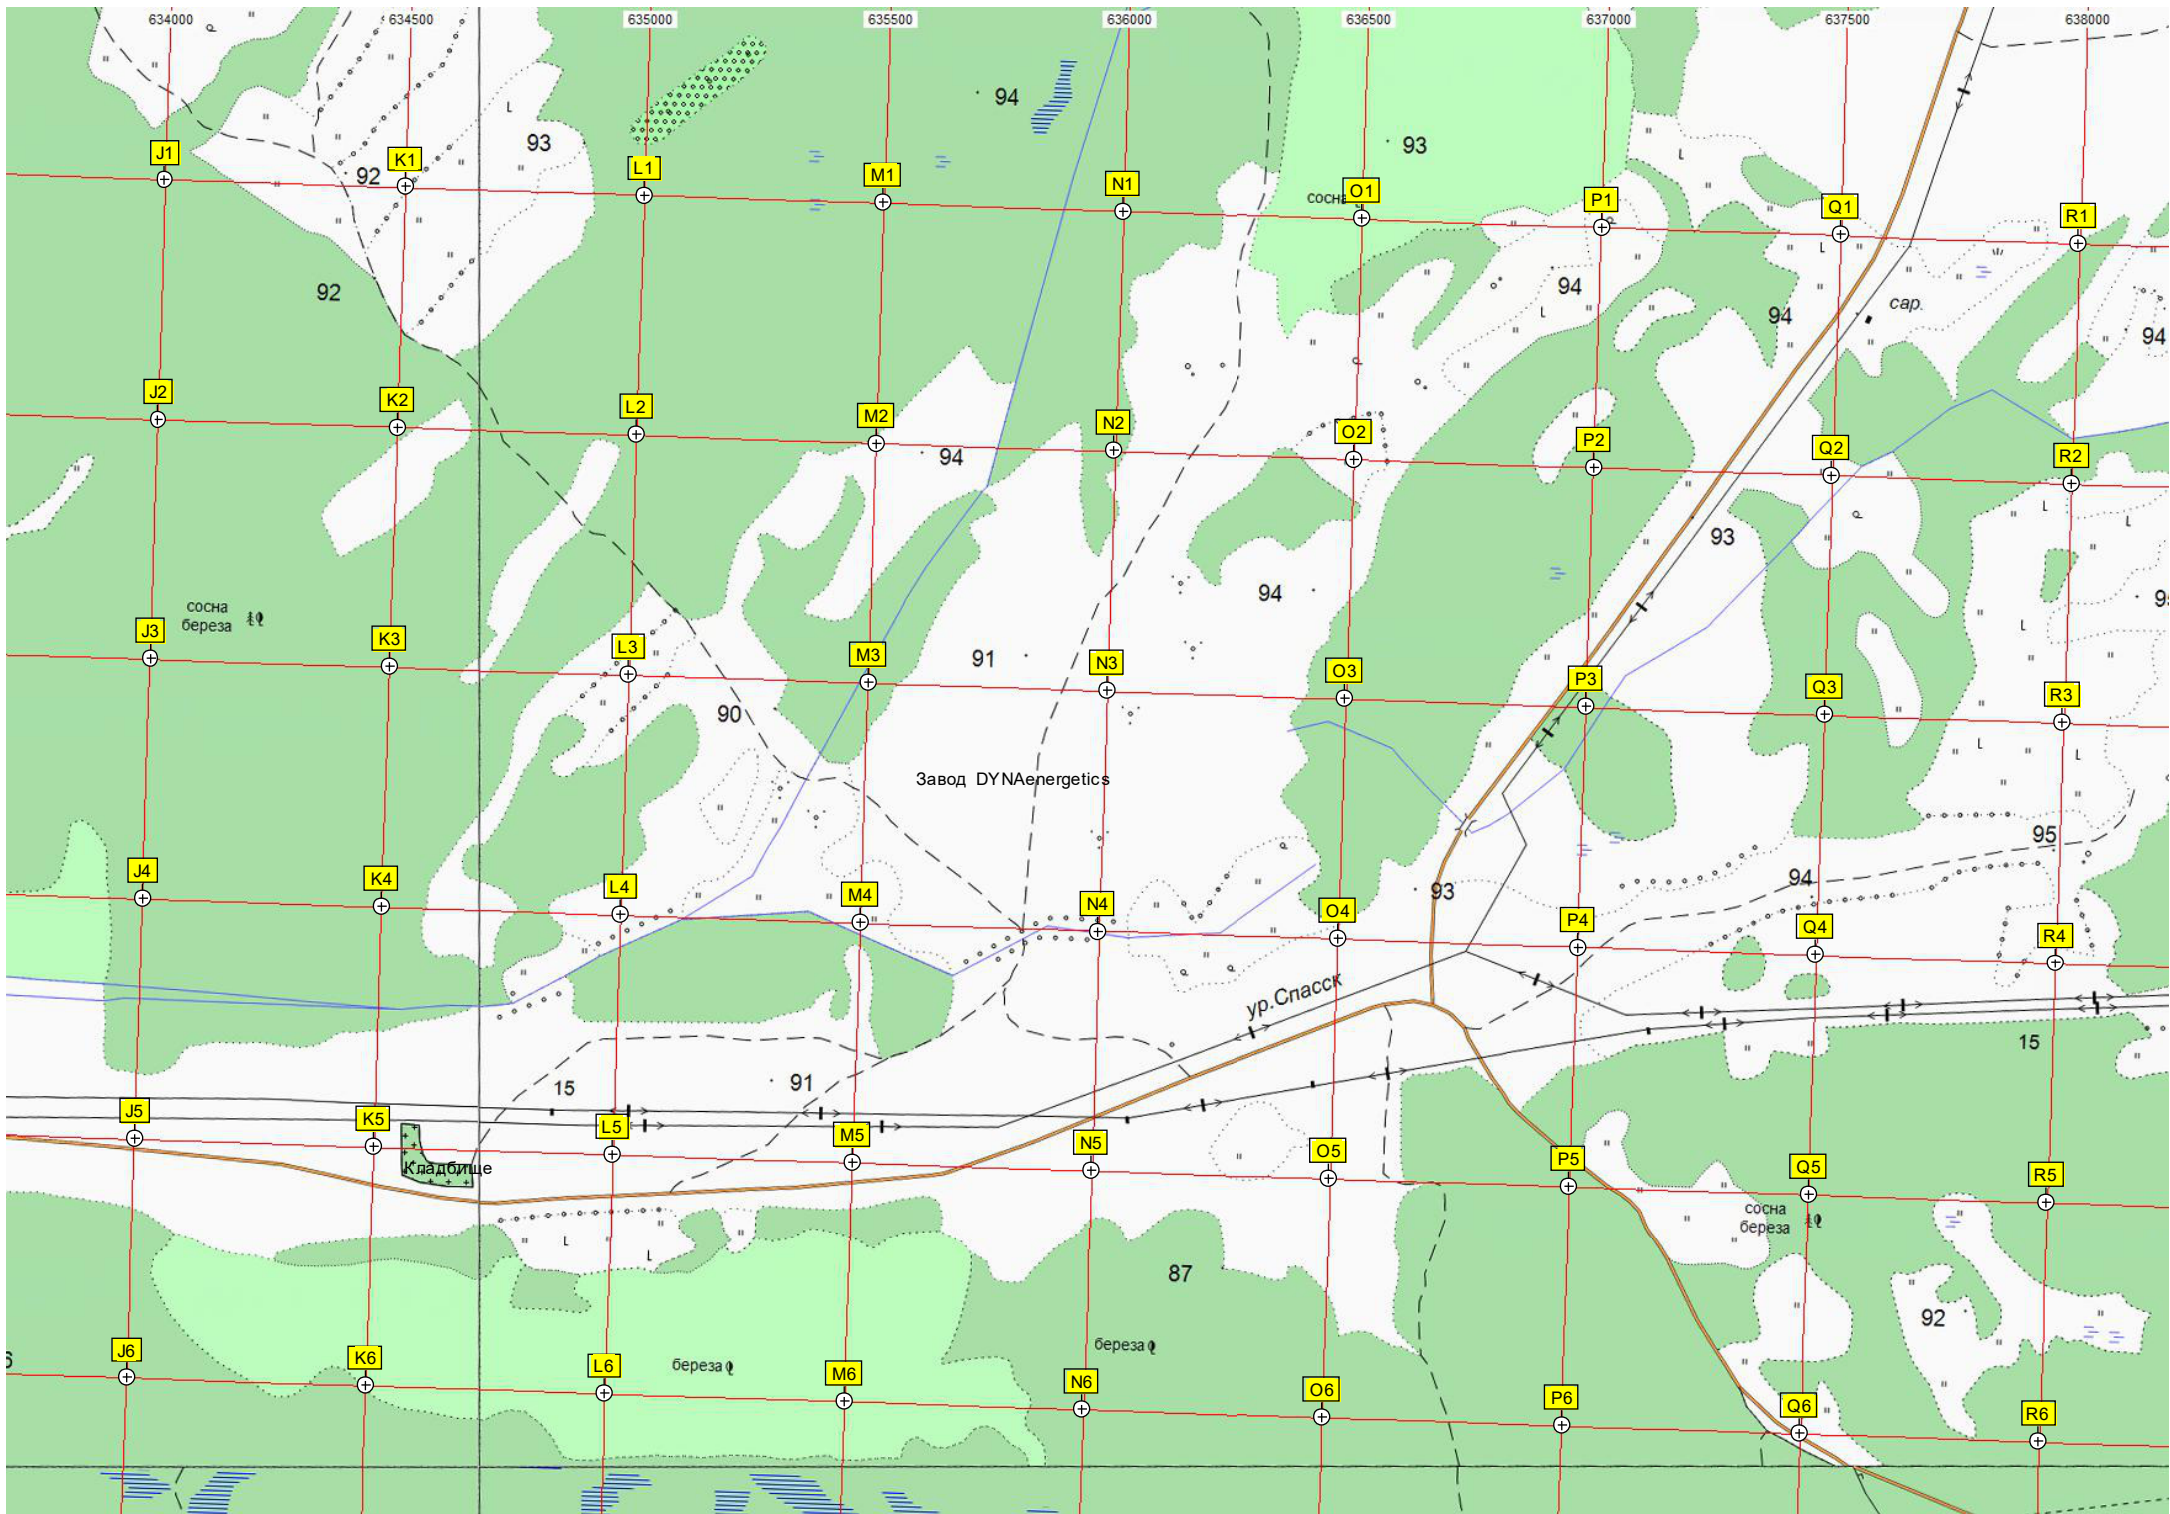 634000 634500 635000 635500 636000 636500 637000 637500 638000
94
93
93
J1 K1 L1 M1 N1 O1 P1 Q1 R1
92
сосна
92
94
94
сар.
94
J2 K2 L2 M2 N2 O2 P2 Q2 R2
94
93
94
сосна
береза
J3 K3 L3 M3 N3 O3 P3 Q3 R3
91
90
Завод DYNAenergetics
95
94
93
J4 K4 L4 M4 N4 O4 P4 Q4 R4
ур.Спасск
15
91
15
J5 K5 L5 M5 N5 O5 P5 Q5 R5
Кладбище
сосна
береза
87
92
береза
береза
J6 K6 L6 M6 N6 O6 P6 Q6 R6